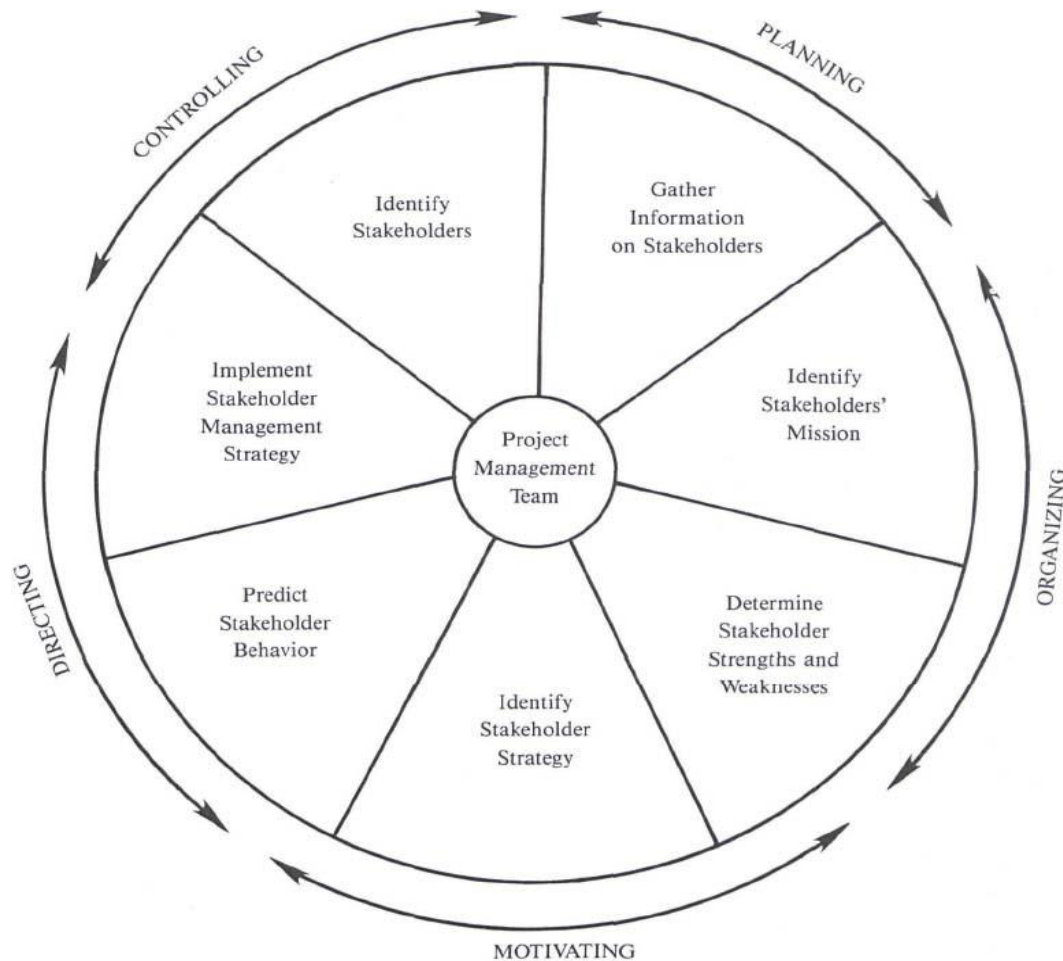 CONTROLLING
PLANNING
Identify
Stakeholders
Gather
Information
on Stakeholders
Implement
Stakeholder
Management
Strategy
Project
Management
Team
Identify
Stakeholders'
Mission
ORGANIZING
DIRECTING
Predict
Stakeholder
Behavior
Determine
Stakeholder
Strengths and
Weaknesses
Identify
Stakeholder
Strategy
MOTIVATING